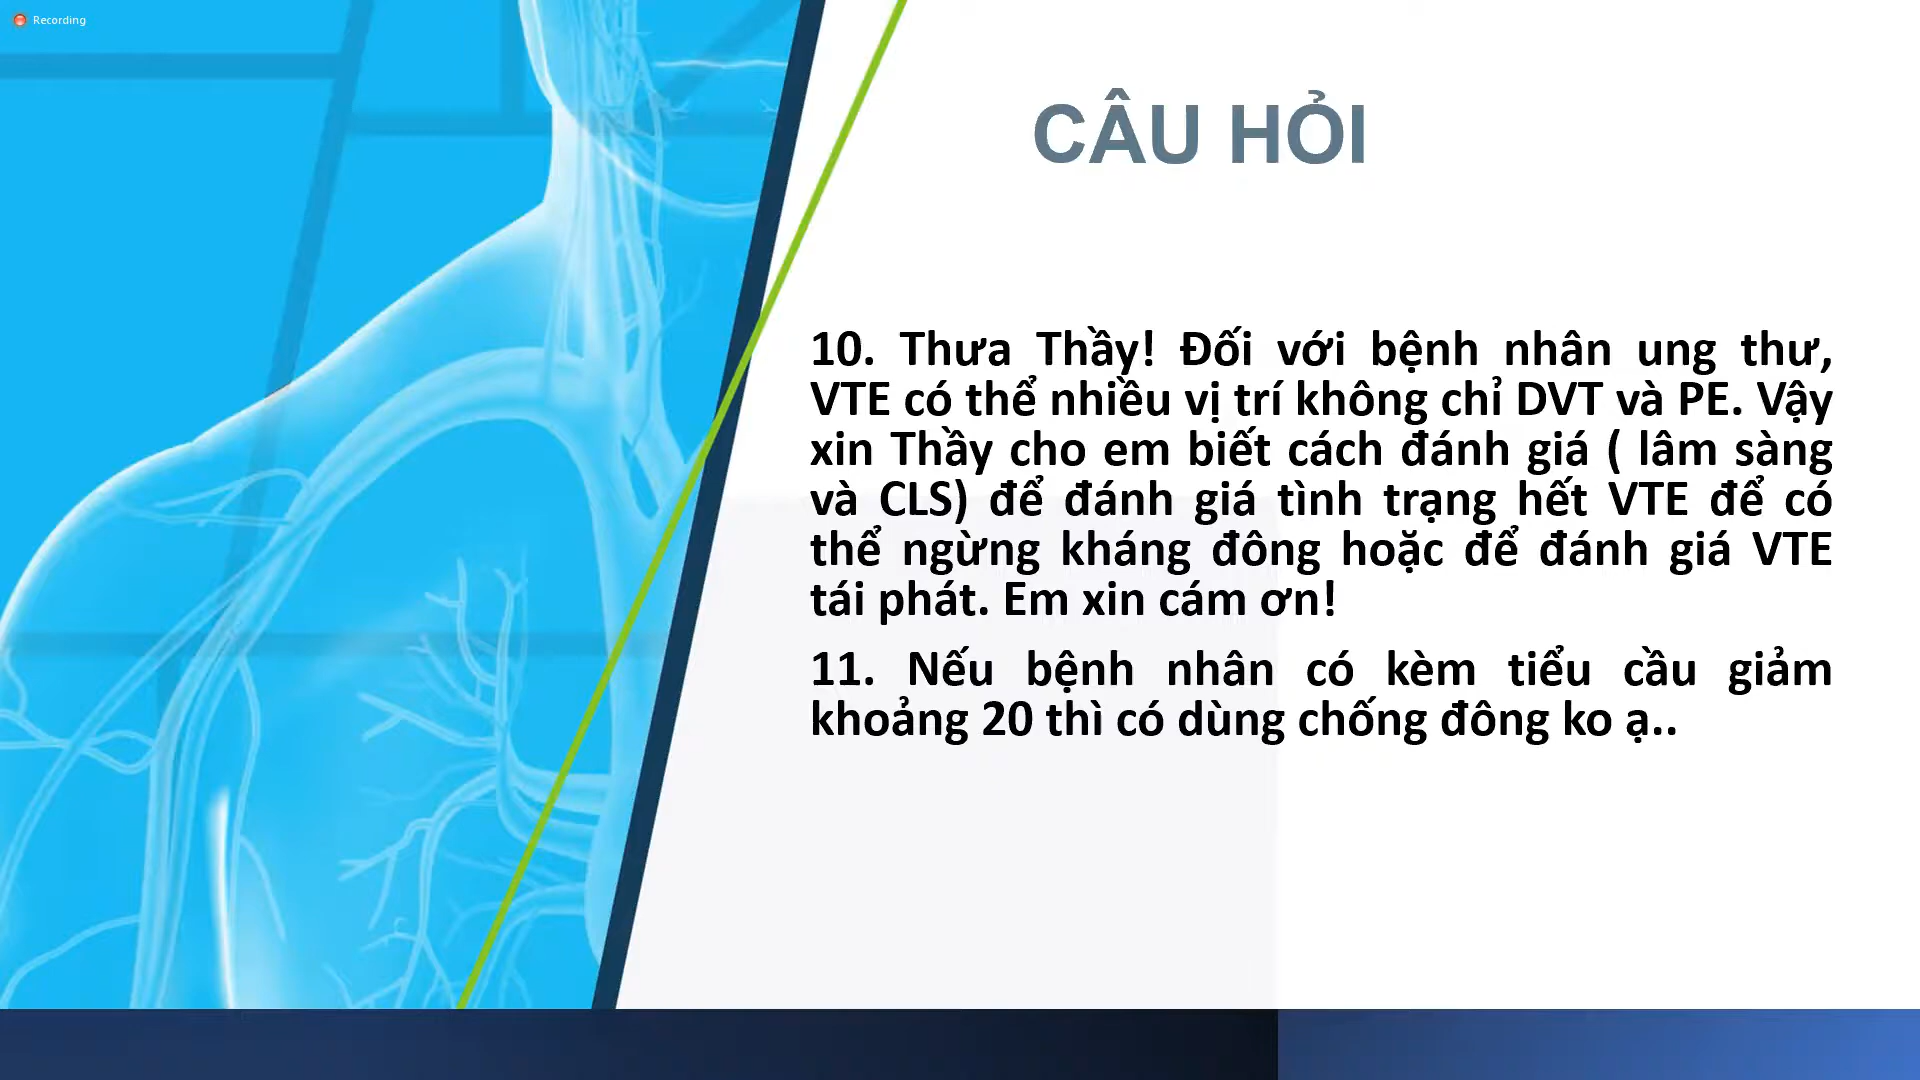 Recording
CÂU HỎI
10. Thưa Thầy! Đối với bệnh nhân ung thư,
VTE có thể nhiều vị trí không chỉ DVT và PE. Vậy
xin Thầy cho em biết cách đánh giá ( lâm sàng
và CLS) để đánh giá tình trạng hết VTE để có
thể ngừng kháng đông hoặc để đánh giá VTE
tái phát. Em xin cám ơn!
11. Nếu bệnh nhân có kèm tiểu cầu giảm
khoảng 20 thì có dùng chống đông ko ạ..